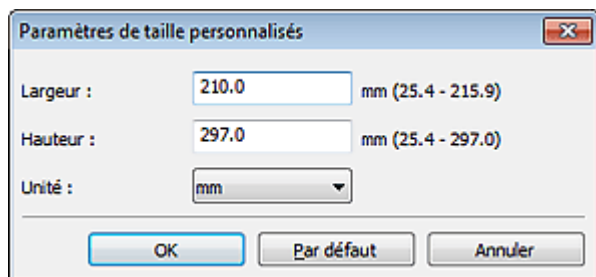 Paramètres de taille personnalisés
Largeur : 210.0 mm (25.4 - 215.9)
Hauteur : 297.0 mm (25.4 - 297.0)
Unité : mm
OK Par défaut Annuler